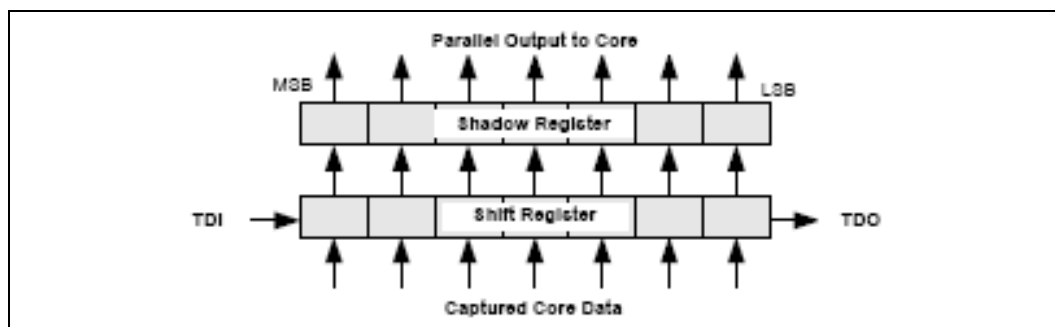 Parallel Output to Core
MSB
LSB
Shadow Register
TDI
Shift Register
TDO
Captured Core Data